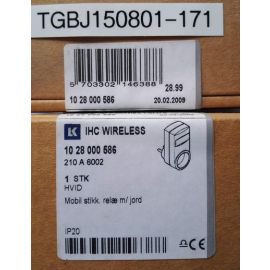 TGBJ150801-171
5 703302 146388
28.99
10 28 000 586
20.02.2009
K IHC WIRELESS
10 28 000 586
210 A 6002
1 STK
HVID
Mobil stikk. relæ m/ jord
IP20